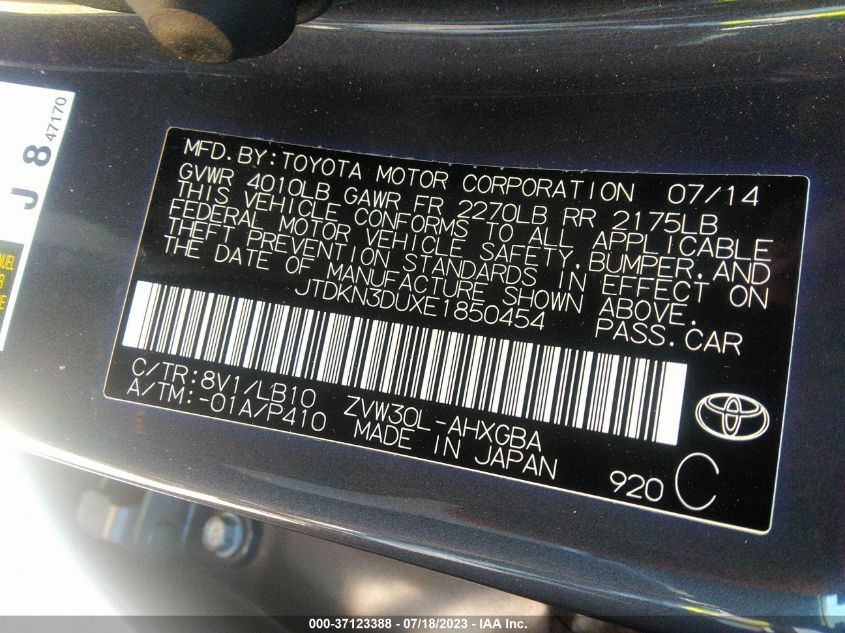 J 8
47170
NUEL
MFD.BY:TOYOTA MOTOR CORPORATION 07/14
GVWR 4010LB GAWR FR 2270LB RR 2175LB
THIS VEHICLE CONFORMS TO ALL APPLICABLE
FEDERAL MOTOR VEHICLE SAFETY,BUMPER,AND
THEFT PREVENTION STANDARDS IN EFFECT ON
THE DATE OF MANUFACTURE SHOWN ABOVE.
JTDKN3DUXE1850454 PASS.CAR
C/TR:8V1/LB10 ZVW30L-AHXGBA
A/TM:-01A/P410 MADE IN JAPAN
920 C
000-37123388 - 07/18/2023 - IAA Inc.